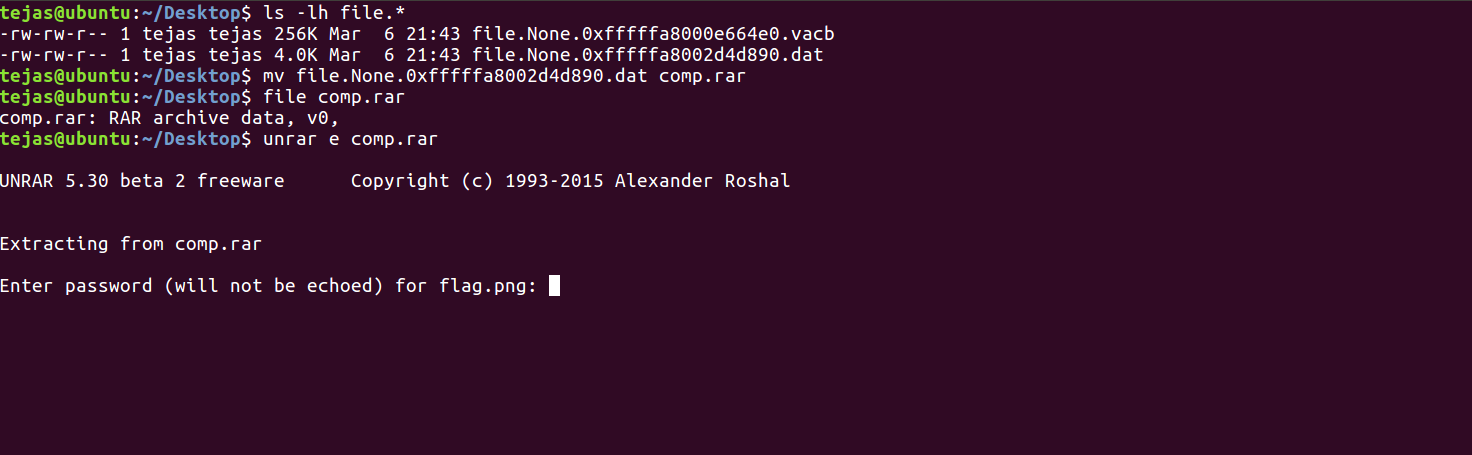 tejas@ubuntu:~/Desktop$ ls -lh file.*
-rw-rw-r-- 1 tejas tejas 256K Mar  6 21:43 file.None.0xfffffa8000e664e0.vacb
-rw-rw-r-- 1 tejas tejas 4.0K Mar  6 21:43 file.None.0xfffffa8002d4d890.dat
tejas@ubuntu:~/Desktop$ mv file.None.0xfffffa8002d4d890.dat comp.rar
tejas@ubuntu:~/Desktop$ file comp.rar
comp.rar: RAR archive data, v0,
tejas@ubuntu:~/Desktop$ unrar e comp.rar
UNRAR 5.30 beta 2 freeware      Copyright (c) 1993-2015 Alexander Roshal
Extracting from comp.rar
Enter password (will not be echoed) for flag.png: